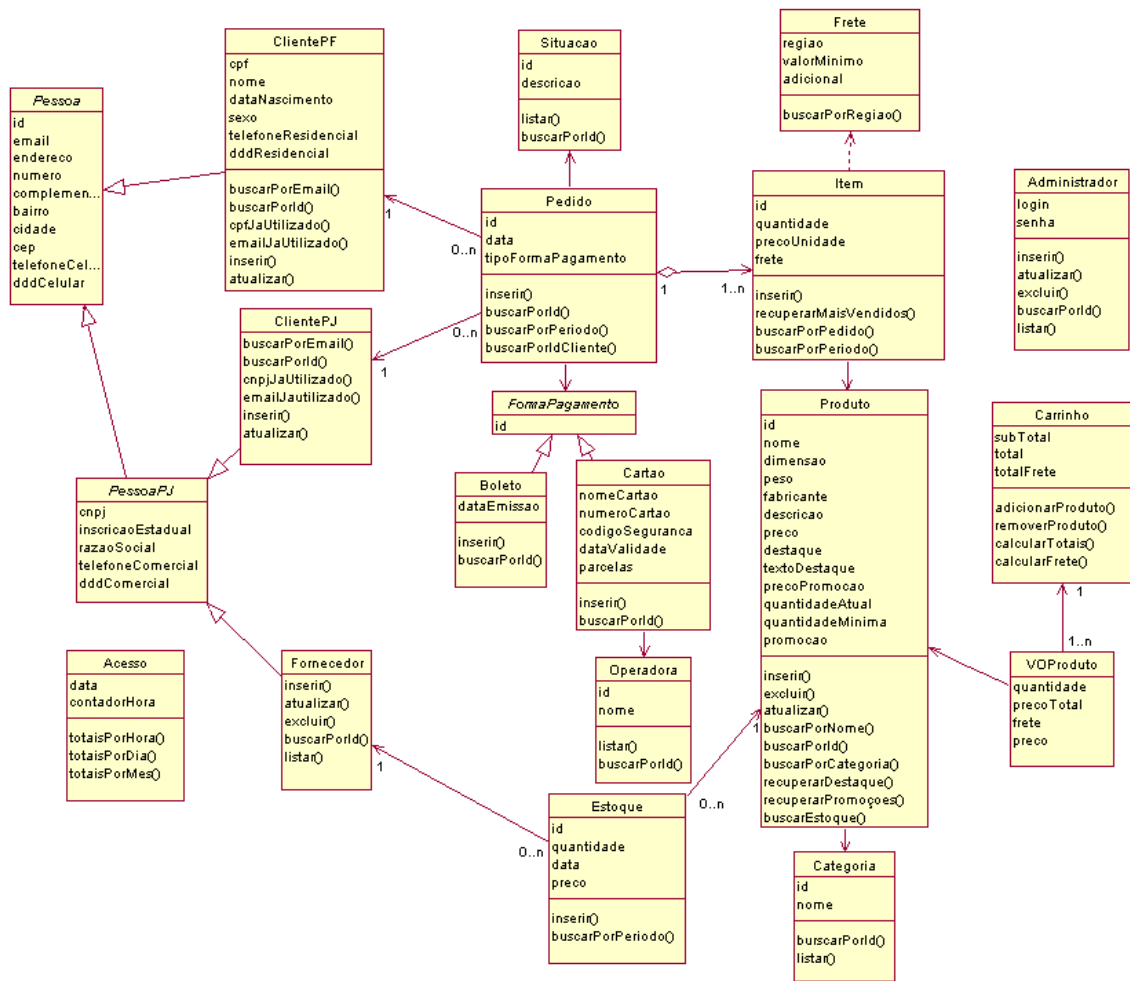 Pessoa
id
email
endereco
numero
complemen...
bairro
cidade
cep
telefoneCel...
dddCelular
ClientePF
cpf
nome
dataNascimento
sexo
telefoneResidencial
dddResidencial
buscarPorEmail()
buscarPorId()
cpfJaUtilizado()
emailJaUtilizado()
inserir()
atualizar()
Situacao
id
descricao
listar()
buscarPorId()
Frete
regiao
valorMinimo
adicional
buscarPorRegiao()
Pedido
id
data
tipoFormaPagamento
inserir()
buscarPorId()
buscarPorPeriodo()
buscarPorIdCliente()
Item
id
quantidade
precoUnidade
frete
inserir()
recuperarMaisVendidos()
buscarPorPedido()
buscarPorPeriodo()
Administrador
login
senha
inserir()
atualizar()
excluir()
buscarPorId()
listar()
1
0..n
1
1..n
0..n
1
ClientePJ
buscarPorEmail()
buscarPorId()
cnpjJaUtilizado()
emailJautilizado()
inserir()
atualizar()
FormaPagamento
id
Boleto
dataEmissao
inserir()
buscarPorId()
Cartao
nomeCartao
numeroCartao
codigoSeguranca
dataValidade
parcelas
inserir()
buscarPorId()
Produto
id
nome
dimensao
peso
fabricante
descricao
preco
destaque
textoDestaque
precoPromocao
quantidadeAtual
quantidadeMinima
promocao
inserir()
excluir()
atualizar()
buscarPorNome()
buscarPorId()
buscarPorCategoria()
recuperarDestaque()
recuperarPromoçoes()
buscarEstoque()
Carrinho
subTotal
total
totalFrete
adicionarProduto()
removerProduto()
calcularTotais()
calcularFrete()
1
1..n
VOProduto
quantidade
precoTotal
frete
preco
PessoaPJ
cnpj
inscricaoEstadual
razaoSocial
telefoneComercial
dddComercial
Acesso
data
contadorHora
totaisPorHora()
totaisPorDia()
totaisPorMes()
Fornecedor
inserir()
atualizar()
excluir()
buscarPorId()
listar()
Operadora
id
nome
listar()
buscarPorId()
1
0..n
1
0..n
Estoque
id
quantidade
data
preco
inserir()
buscarPorPeriodo()
Categoria
id
nome
burscarPorId()
listar()